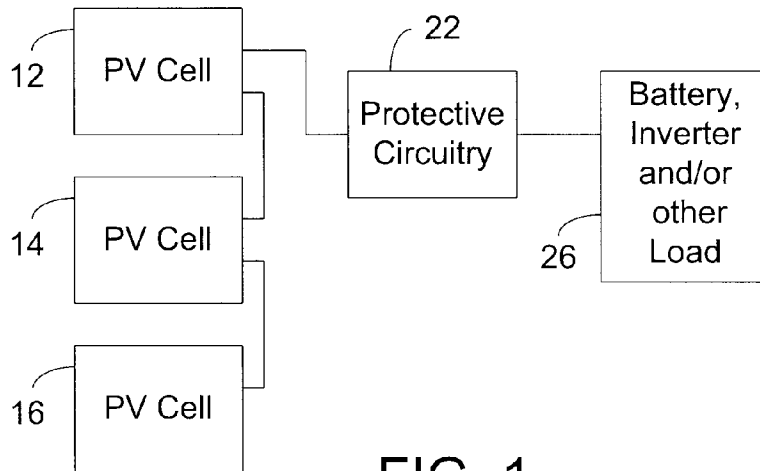 12
PV Cell
22
Protective
Circuitry
Battery,
Inverter
and/or
other
Load
14
PV Cell
26
16
PV Cell
FIG. 1